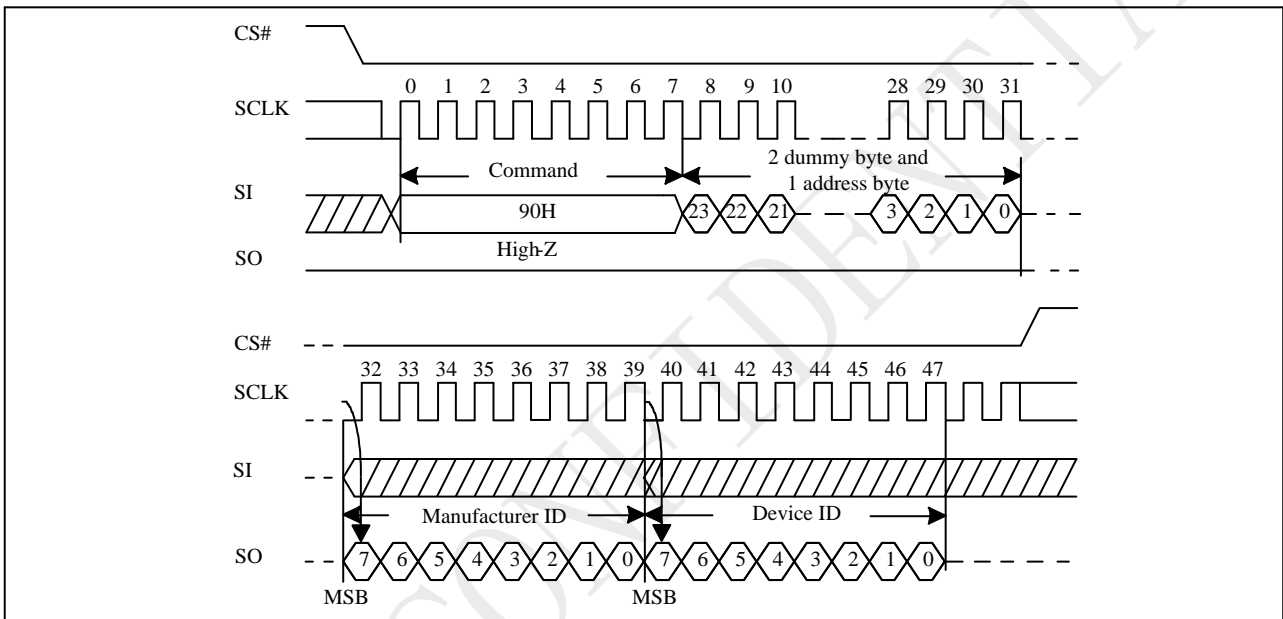 CS#
0 1 2 3 4 5 6 7 8 9 10 28 29 30 31
SCLK
Command
2 dummy byte and
1 address byte
SI
90H
23 22 21 3 2 1 0
High-Z
SO
CS#
32 33 34 35 36 37 38 39 40 41 42 43 44 45 46 47
SCLK
SI
Manufacturer ID Device ID
SO
7 6 5 4 3 2 1 0 7 6 5 4 3 2 1 0
MSB MSB
CONFIDENTIA